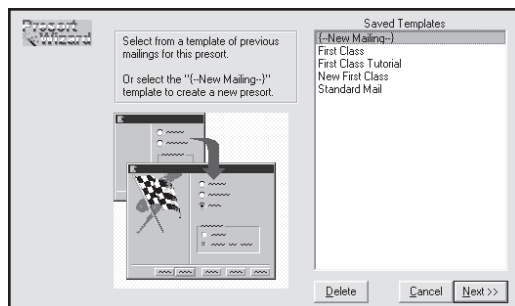 Presort
Wizard
Select from a template of previous
mailings for this presort.
Or select the "(--New Mailing--)"
template to create a new presort.
Saved Templates
(--New Mailing--)
First Class
First Class Tutorial
New First Class
Standard Mail
Delete
Cancel
Next >>